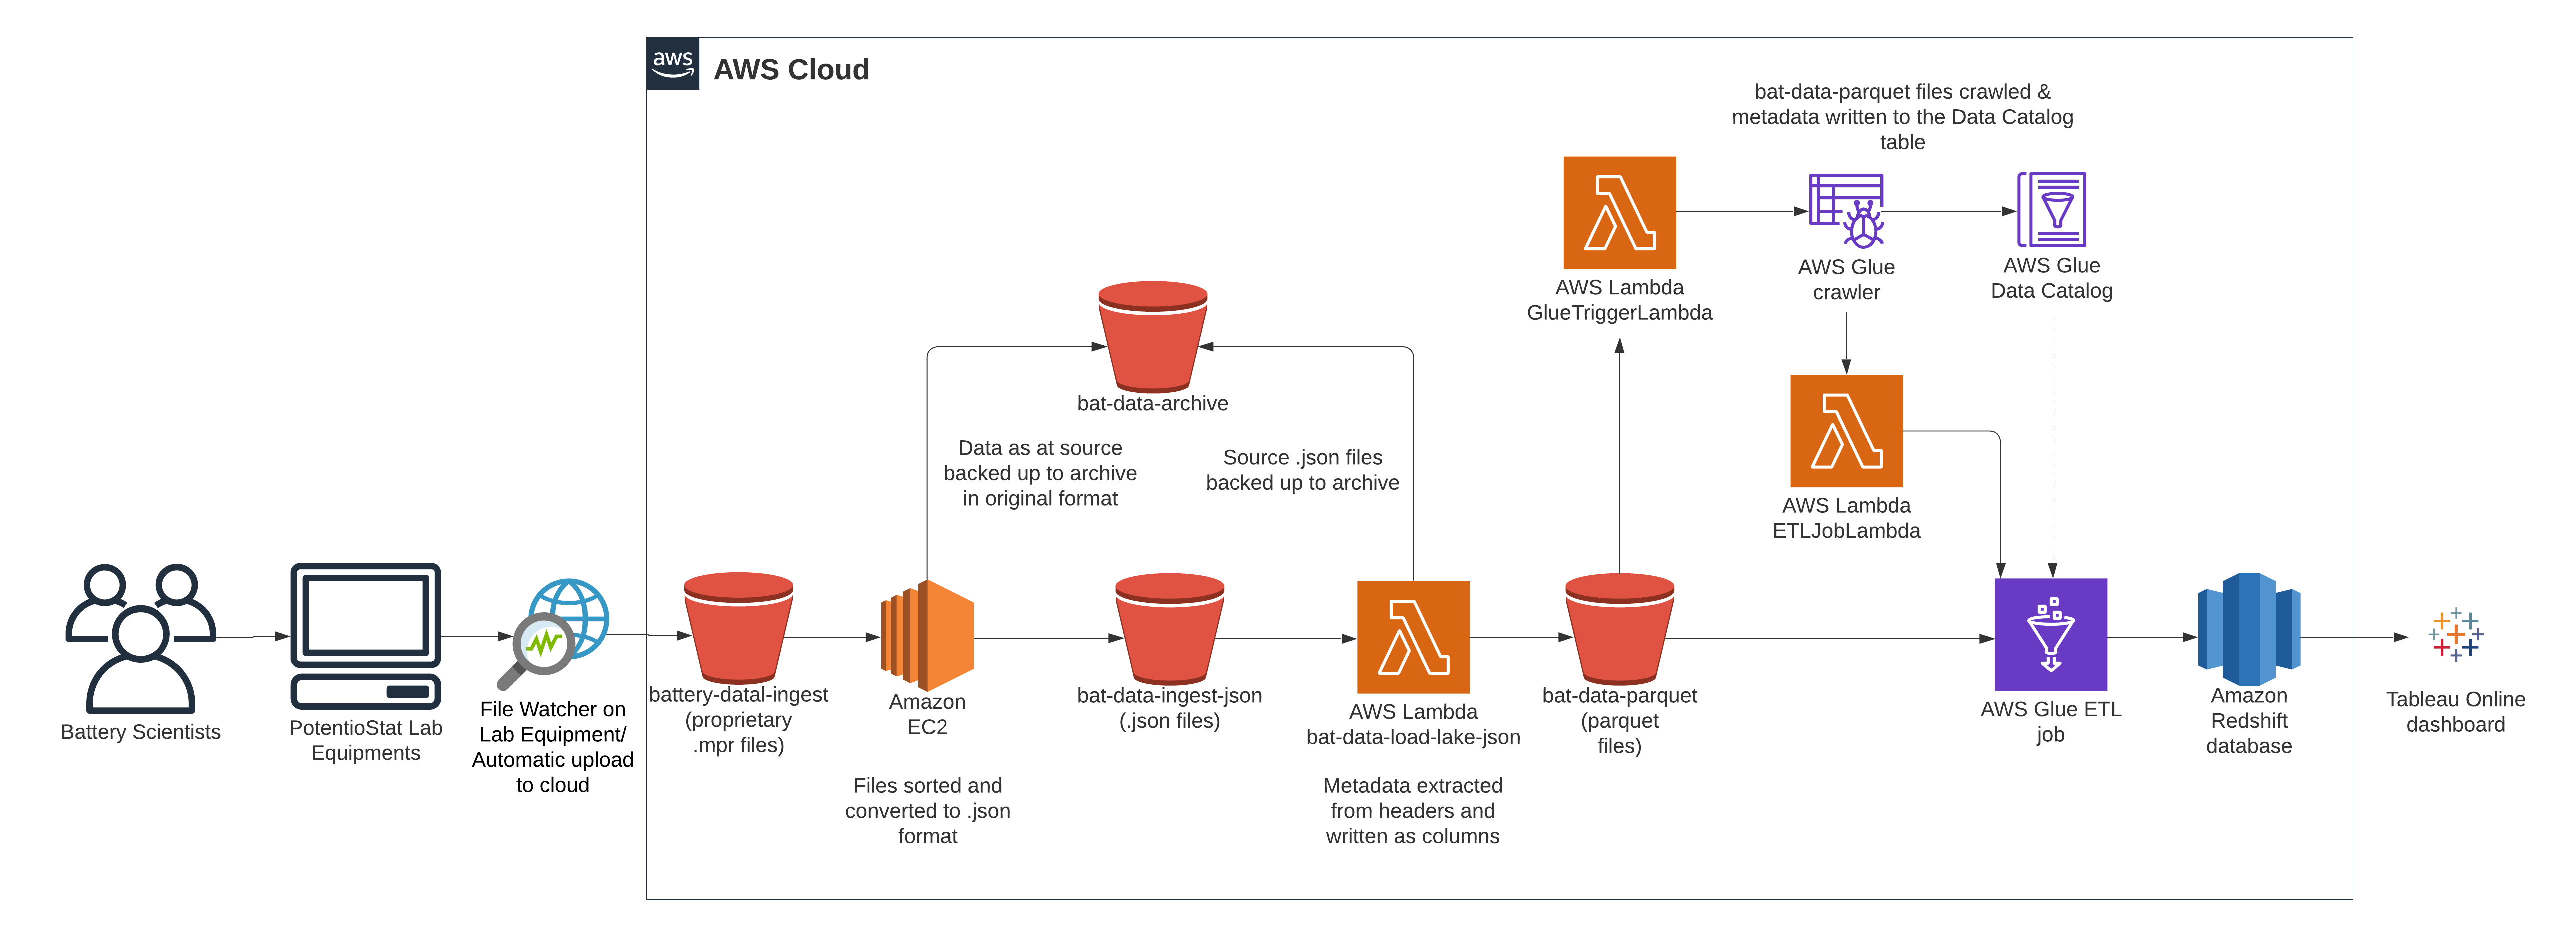 aws
AWS Cloud
bat-data-parquet files crawled &
metadata written to the Data Catalog
table
AWS Lambda
GlueTriggerLambda
AWS Glue
crawler
AWS Glue
Data Catalog
bat-data-archive
Data as at source
backed up to archive
in original format
Source .json files
backed up to archive
AWS Lambda
ETLJobLambda
Battery Scientists
PotentioStat Lab
Equipments
File Watcher on
Lab Equipment/
Automatic upload
to cloud
battery-datal-ingest
(proprietary
.mpr files)
Amazon
EC2
Files sorted and
converted to .json
format
bat-data-ingest-json
(.json files)
AWS Lambda
bat-data-load-lake-json
Metadata extracted
from headers and
written as columns
bat-data-parquet
(parquet
files)
AWS Glue ETL
job
Amazon
Redshift
database
Tableau Online
dashboard